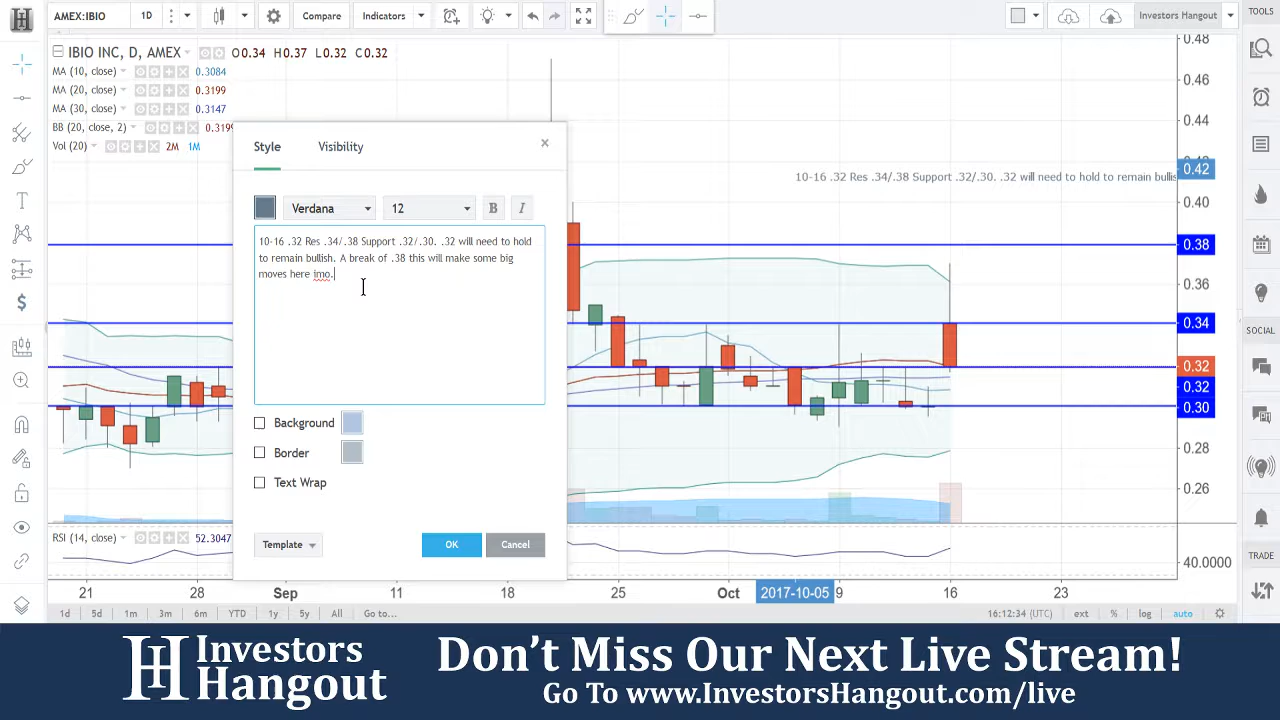 AMEX:IBIO
1D
Compare
Indicators
Investors Hangout
TOOLS
IBIO INC, D, AMEX
O0.34 H0.37 L0.32 C0.32
MA (10, close) 0.3084
MA (20, close) 0.3199
MA (30, close) 0.3147
BB (20, close, 2) 0.3199
Vol (20) 2M 1M
Style
Visibility
Verdana
12
B
I
10-16 .32 Res .34/.38 Support .32/.30. .32 will need to hold
to remain bullish. A break of .38 this will make some big
moves here imo.
Background
Border
Text Wrap
Template
OK
Cancel
10-16 .32 Res .34/.38 Support .32/.30. .32 will need to hold to remain bullis
0.48
0.46
0.44
0.42
0.38
0.36
0.34
0.32
0.32
0.30
0.28
0.26
40.0000
SOCIAL
TRADE
RSI (14, close) 52.3047
21
28
Sep
11
18
25
Oct
2017-10-05
9
16
23
1d
5d
1m
3m
6m
YTD
1y
5y
All
Go to...
16:12:34 (UTC)
ext
%
log
auto
Investors
Hangout
Don't Miss Our Next Live Stream!
Go To www.InvestorsHangout.com/live